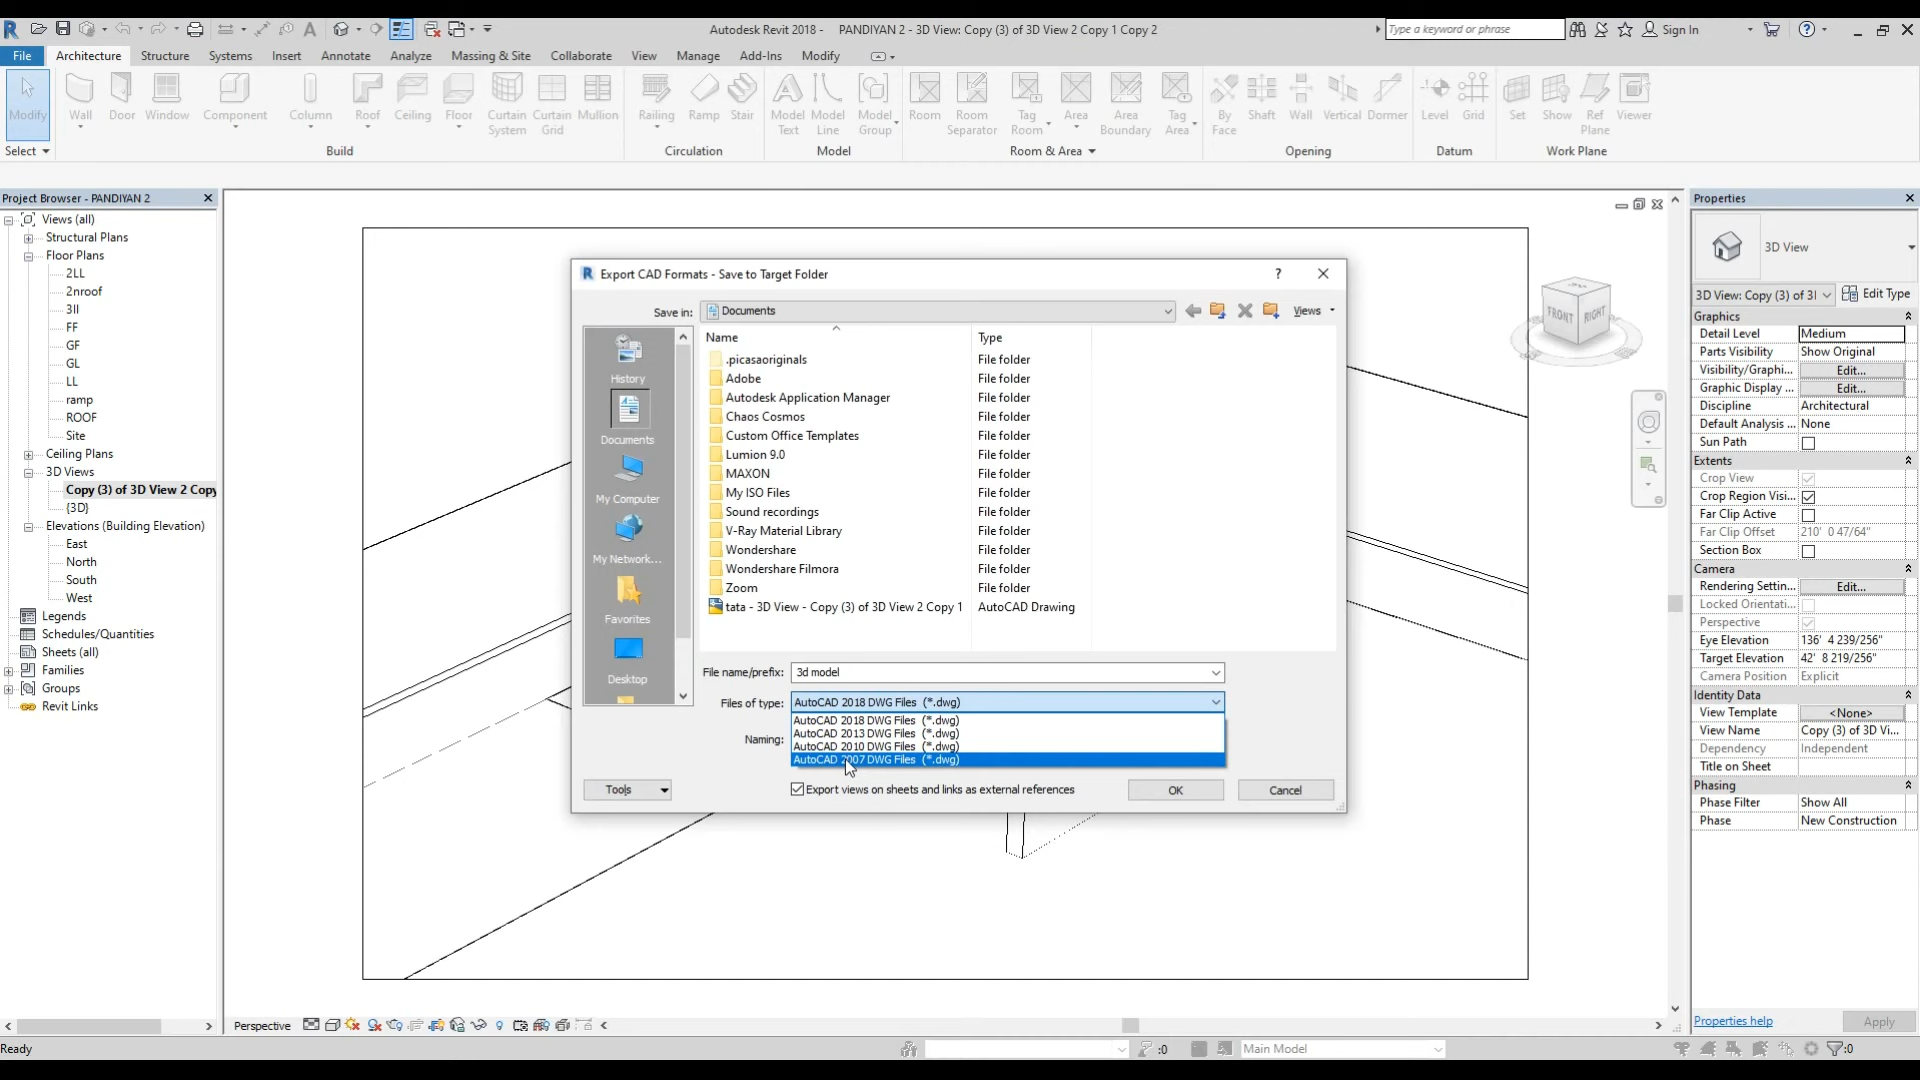 Autodesk Revit 2018 - PANDIYAN 2 - 3D View: Copy (3) of 3D View 2 Copy 1 Copy 2
Type a keyword or phrase
Sign In
File Architecture Structure Systems Insert Annotate Analyze Massing & Site Collaborate View Manage Add-Ins Modify
Modify Wall Door Window Component Column Roof Ceiling Floor Curtain System Curtain Grid Mullion Railing Ramp Stair Model Text Model Line Model Group Room Room Separator Tag Room Area Area Boundary Tag Area By Face Shaft Wall Vertical Dormer Level Grid Set Show Ref Plane Viewer
Select Build Circulation Model Room & Area Opening Datum Work Plane
Project Browser - PANDIYAN 2
Views (all)
Structural Plans
Floor Plans
2LL
2nroof
3ll
FF
GF
GL
LL
ramp
ROOF
Site
Ceiling Plans
3D Views
Copy (3) of 3D View 2 Copy
{3D}
Elevations (Building Elevation)
East
North
South
West
Legends
Schedules/Quantities
Sheets (all)
Families
Groups
Revit Links
Export CAD Formats - Save to Target Folder
?
Save in: Documents Views
History
Documents
My Computer
My Network...
Favorites
Desktop
Name Type
.picasaoriginals File folder
Adobe File folder
Autodesk Application Manager File folder
Chaos Cosmos File folder
Custom Office Templates File folder
Lumion 9.0 File folder
MAXON File folder
My ISO Files File folder
Sound recordings File folder
V-Ray Material Library File folder
Wondershare File folder
Wondershare Filmora File folder
Zoom File folder
tata - 3D View - Copy (3) of 3D View 2 Copy 1 AutoCAD Drawing
File name/prefix: 3d model
Files of type: AutoCAD 2018 DWG Files (*.dwg)
AutoCAD 2018 DWG Files (*.dwg)
AutoCAD 2013 DWG Files (*.dwg)
Naming:
AutoCAD 2010 DWG Files (*.dwg)
AutoCAD 2007 DWG Files (*.dwg)
Tools
Export views on sheets and links as external references
OK Cancel
FRONT RIGHT
Properties
3D View
3D View: Copy (3) of 3I Edit Type
Graphics
Detail Level Medium
Parts Visibility Show Original
Visibility/Graphi... Edit...
Graphic Display ... Edit...
Discipline Architectural
Default Analysis ... None
Sun Path
Extents
Crop View
Crop Region Visi...
Far Clip Active
Far Clip Offset 210' 0 47/64"
Section Box
Camera
Rendering Settin... Edit...
Locked Orientati...
Perspective
Eye Elevation 136' 4 239/256"
Target Elevation 42' 8 219/256"
Camera Position Explicit
Identity Data
View Template <None>
View Name Copy (3) of 3D Vi...
Dependency Independent
Title on Sheet
Phasing
Phase Filter Show All
Phase New Construction
Properties help Apply
Perspective
Ready
:0
Main Model
:0